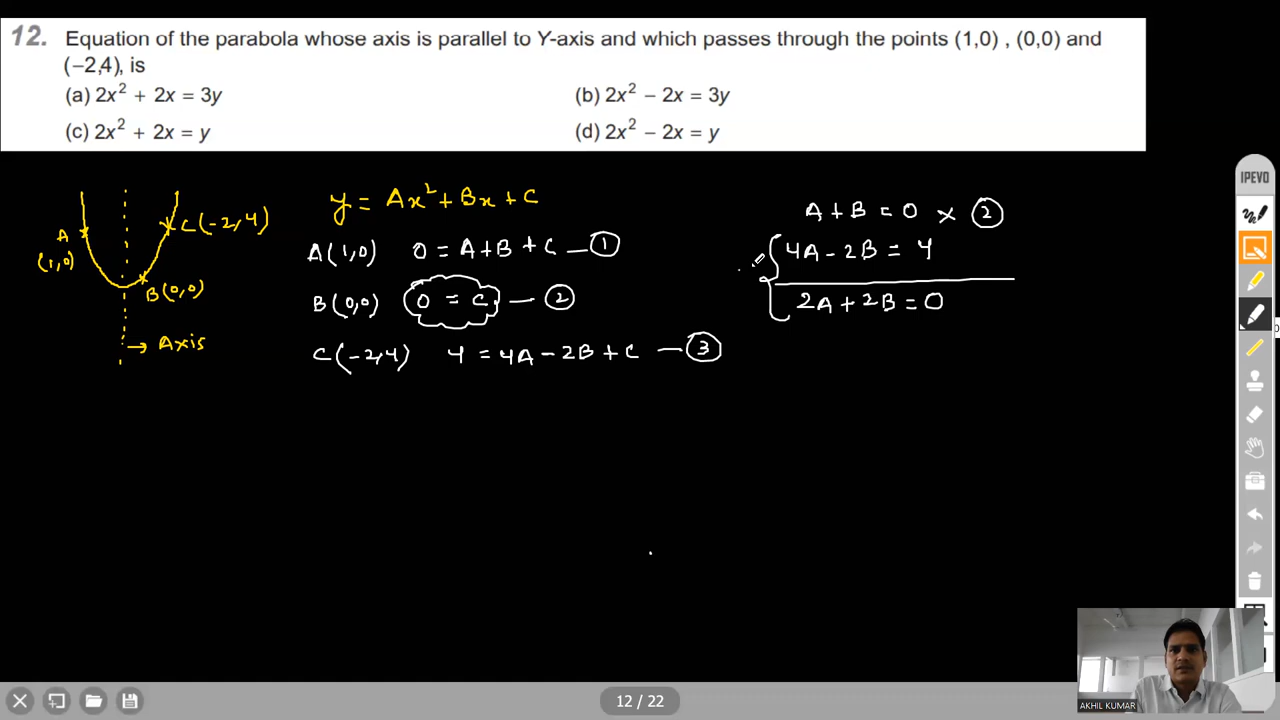 12. Equation of the parabola whose axis is parallel to Y-axis and which passes through the points (1,0) , (0,0) and
(−2,4), is
(a) 2x² + 2x = 3y
(b) 2x² − 2x = 3y
(c) 2x² + 2x = y
(d) 2x² − 2x = y
A
(1,0)
C(-2,4)
B(0,0)
→ Axis
y = Ax² + Bx + C
A(1,0) 0 = A+B + C — ①
B(0,0) 0 = C — ②
C(-2,4) 4 = 4A - 2B + C — ③
A + B = 0 × ②
4A - 2B = 4
2A + 2B = 0
IPEVO
12 / 22
AKHIL KUMAR